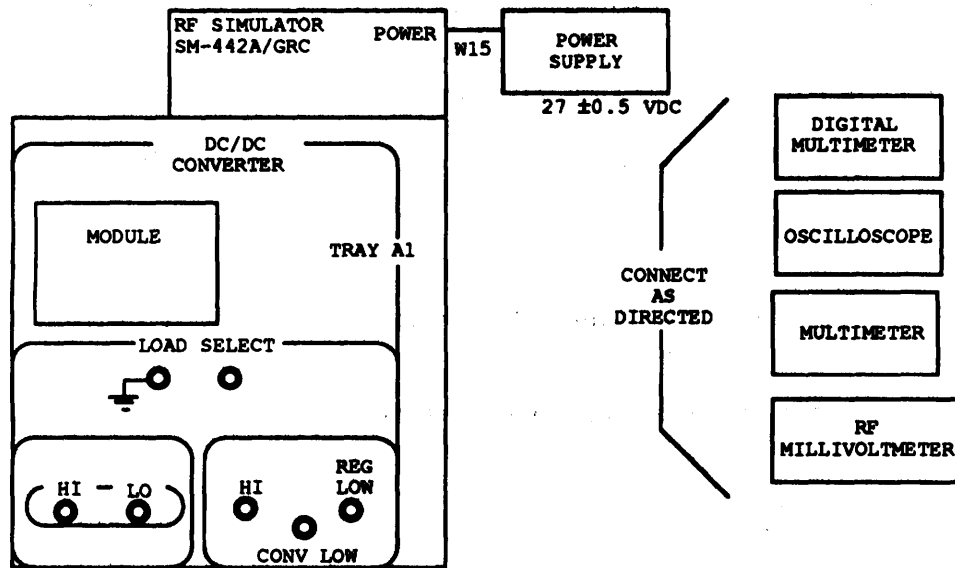 RF SIMULATOR
SM-442A/GRC
POWER
W15
POWER
SUPPLY
27 ±0.5 VDC
DC/DC
CONVERTER
MODULE
TRAY A1
LOAD SELECT
HI
LO
HI
REG
LOW
CONV LOW
CONNECT
AS
DIRECTED
DIGITAL
MULTIMETER
OSCILLOSCOPE
MULTIMETER
RF
MILLIVOLTMETER